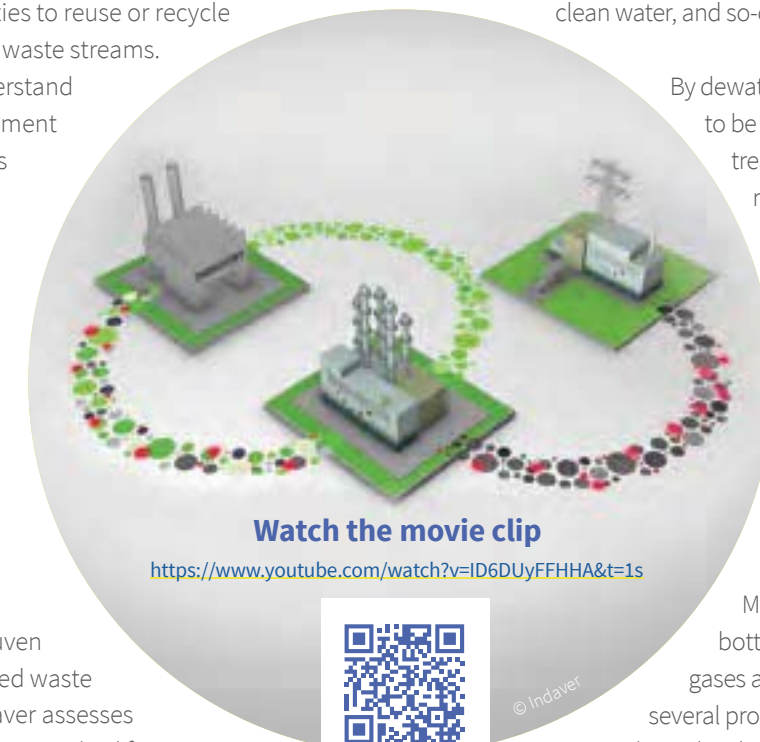 ties to reuse or recycle
waste streams.
erstand
ment
s
clean water, and so-
By dewat
to be
tre
Watch the movie clip
https://www.youtube.com/watch?v=ID6DUyFFHHA&t=1s
© Indaver
uven
ed waste
aver assesses
M
bott
gases a
several pro